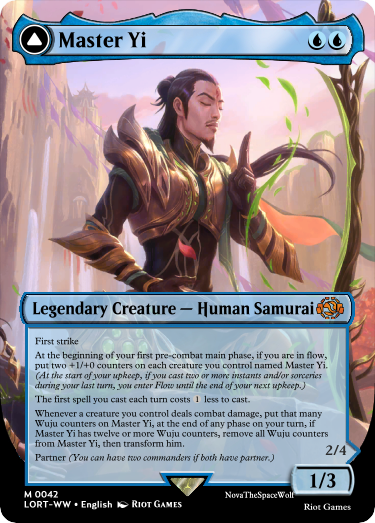 Master Yi
Legendary Creature — Human Samurai
First strike
At the beginning of your first pre-combat main phase, if you are in flow,
put two +1/+0 counters on each creature you control named Master Yi.
(At the start of your upkeep, if you cast two or more instants and/or sorceries
during your last turn, you enter Flow until the end of your next upkeep.)
The first spell you cast each turn costs 1 less to cast.
Whenever a creature you control deals combat damage, put that many
Wuju counters on Master Yi, at the end of any phase on your turn, if
Master Yi has twelve or more Wuju counters, remove all Wuju counters
from Master Yi, then transform him.
2/4
Partner (You can have two commanders if both have partner.)
1/3
M 0042
LORT-WW • English Riot Games
NovaTheSpaceWolf
Riot Games